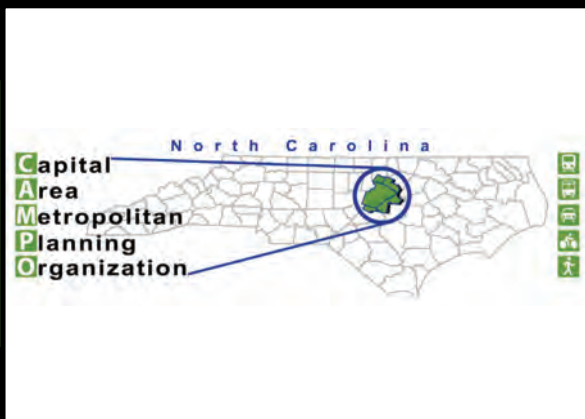 North Carolina
Capital
Area
Metropolitan
Planning
Organization